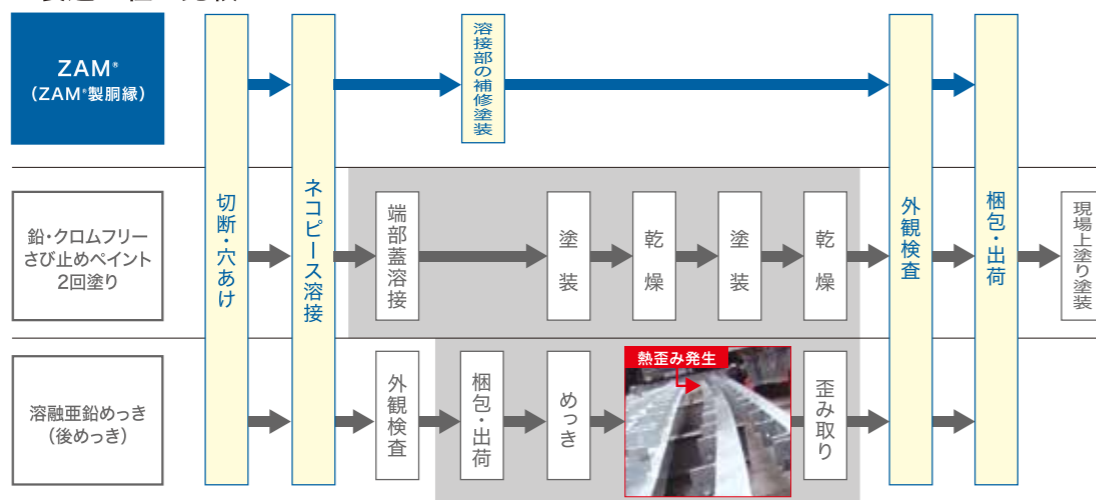 ZAM®
(ZAM®製胴縁)
切断・穴あけ
ネコピース溶接
溶接部の補修塗装
外観検査
梱包・出荷
鉛・クロムフリー
さび止めペイント
2回塗り
端部蓋溶接
塗装
乾燥
塗装
乾燥
現場上塗り塗装
溶融亜鉛めっき
(後めっき)
外観検査
梱包・出荷
めっき
熱歪み発生
歪み取り